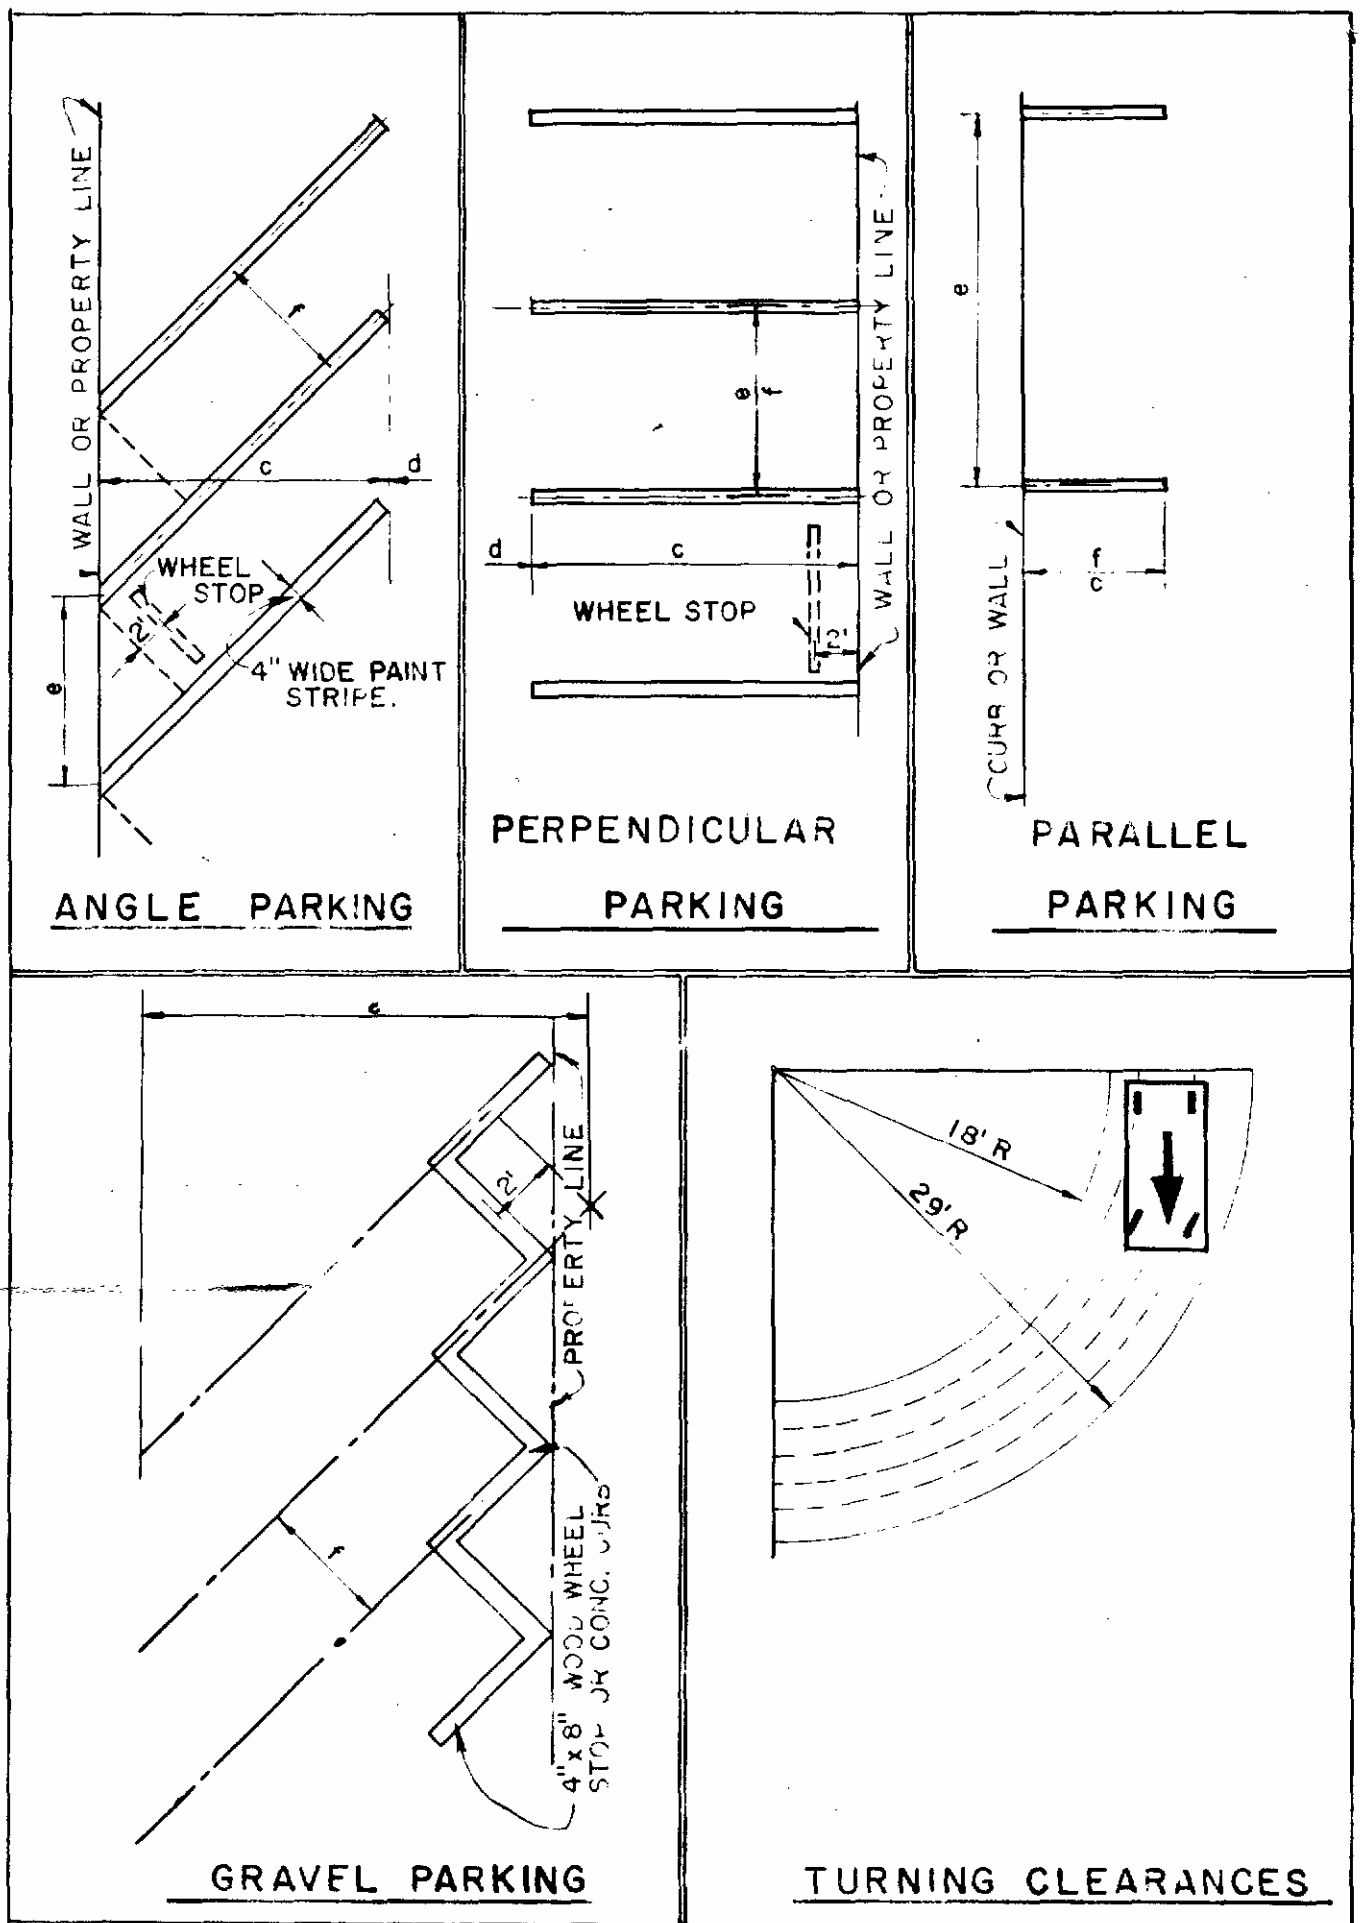 WALL OR PROPERTY LINE
f
c
d
WHEEL
STOP
2'
e
4" WIDE PAINT
STRIPE.
ANGLE PARKING
WALL OR PROPERTY LINE
e
f
d
c
WHEEL STOP
2'
PERPENDICULAR
PARKING
e
f
c
CURB OR WALL
PARALLEL
PARKING
c
2'
PROPERTY LINE
f
4" x 8" WOOD WHEEL
STOP OR CONC. CURB
GRAVEL PARKING
18' R
29' R
TURNING CLEARANCES